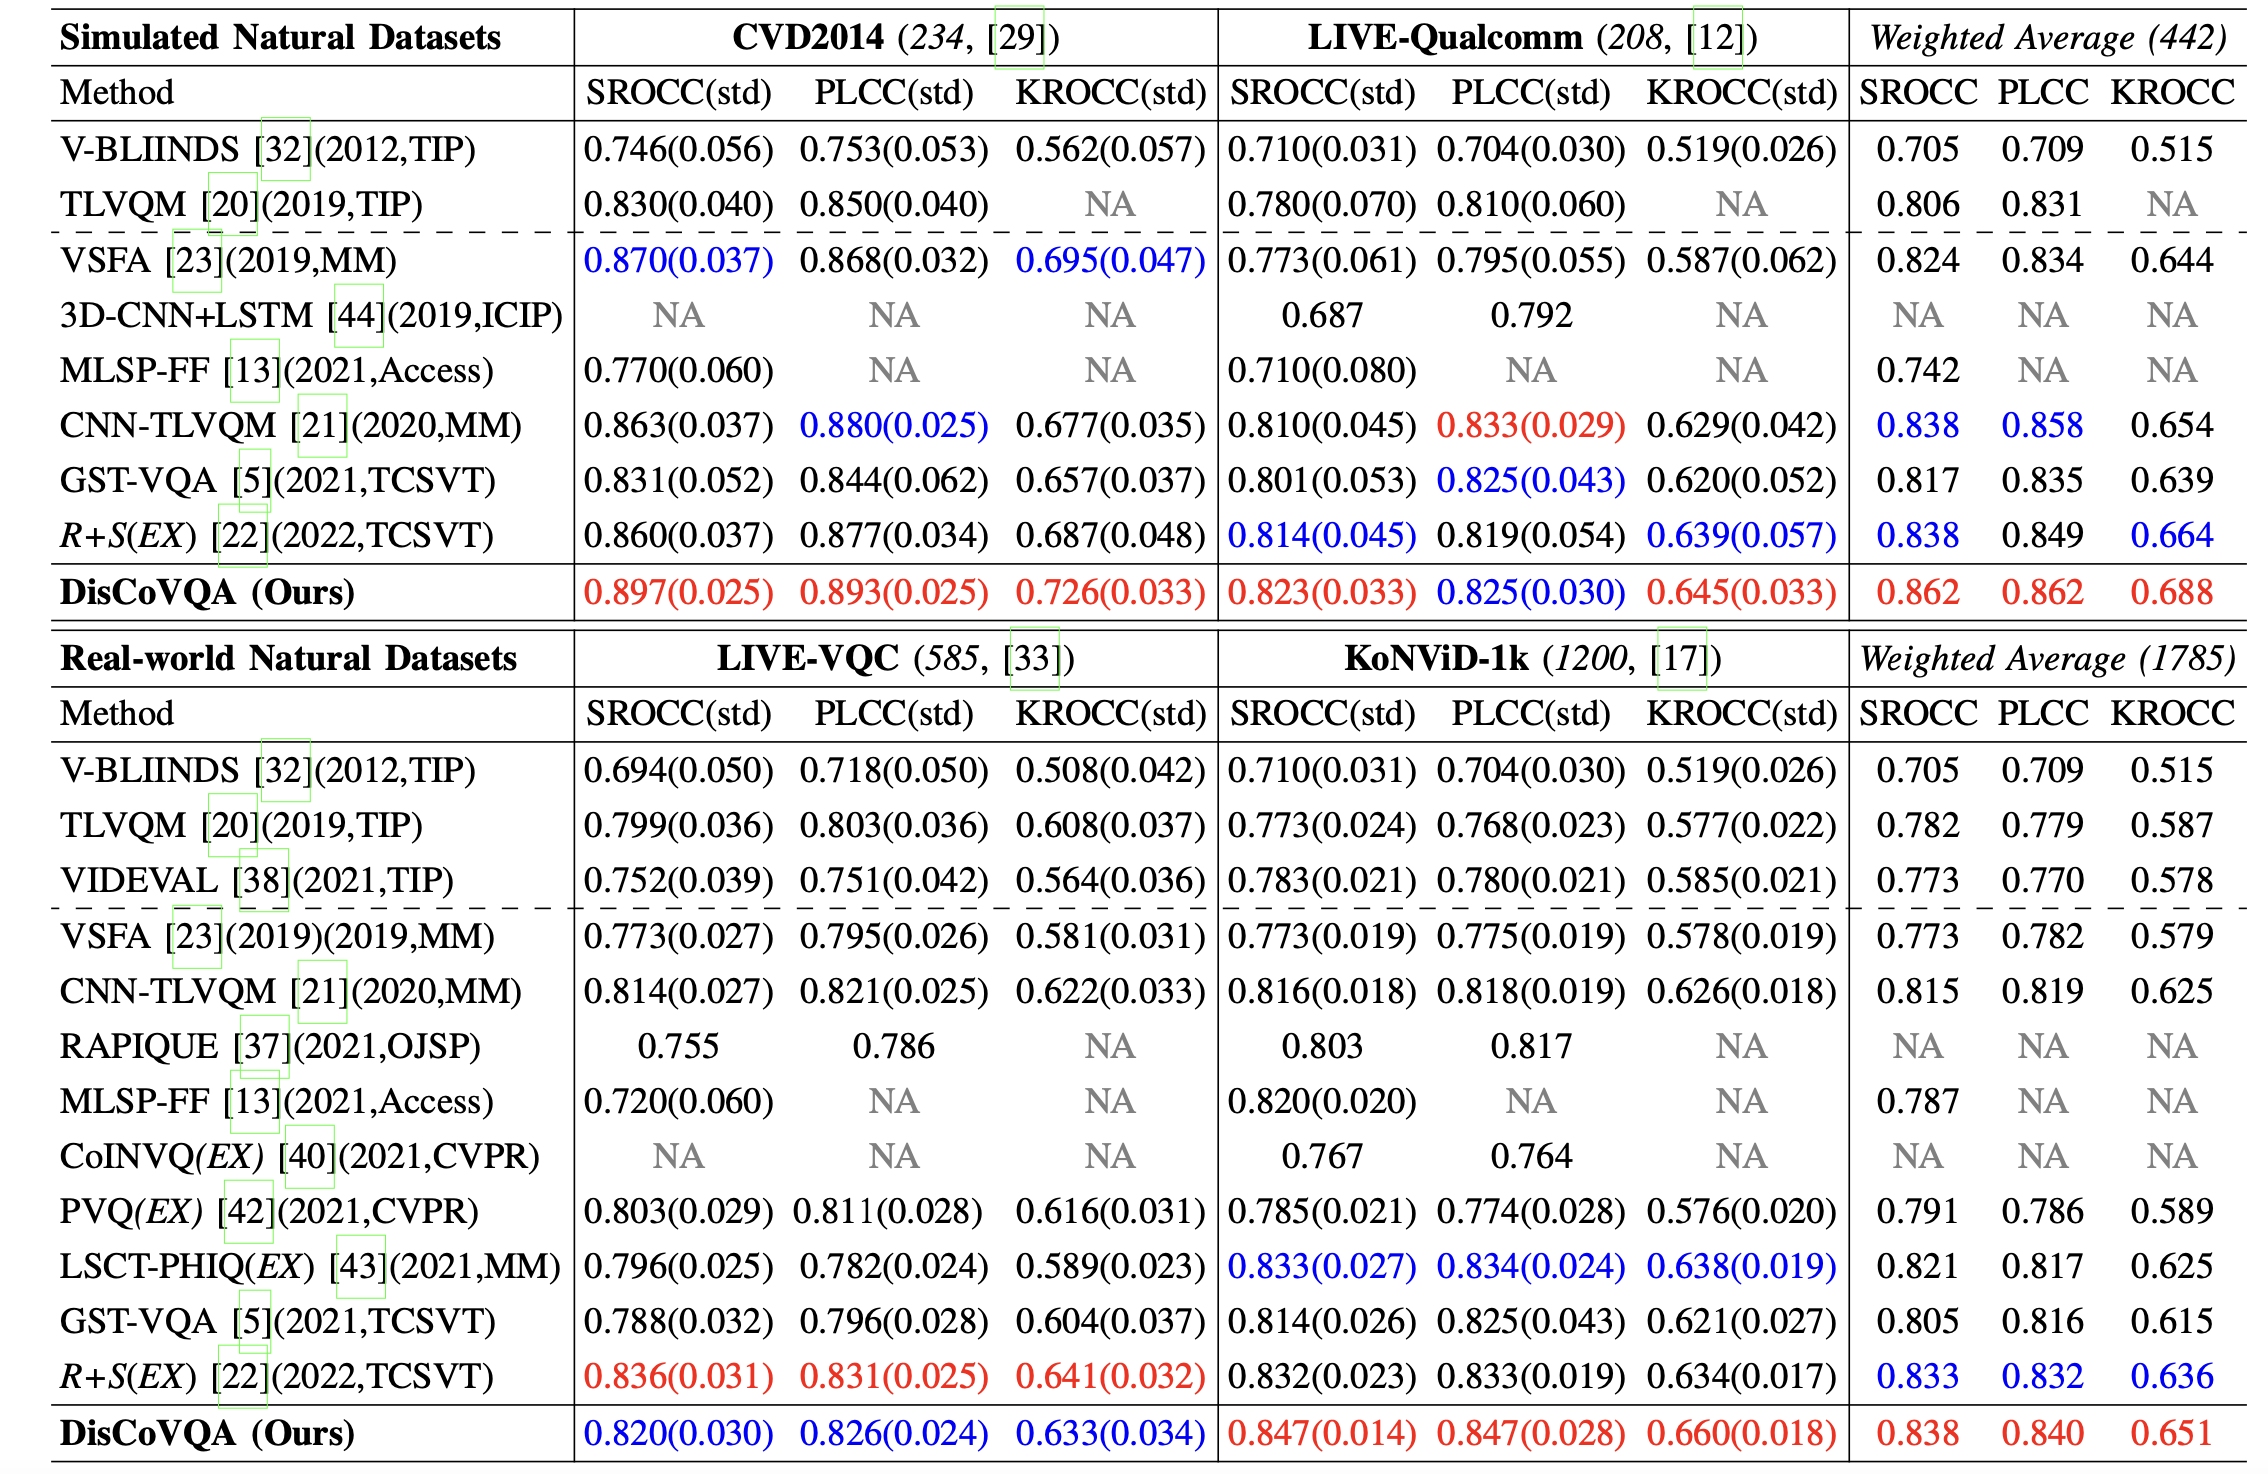 Simulated Natural Datasets CVD2014 (234, [29]) LIVE-Qualcomm (208, [12]) Weighted Average (442)
Method SROCC(std) PLCC(std) KROCC(std) SROCC(std) PLCC(std) KROCC(std) SROCC PLCC KROCC
V-BLIINDS [32](2012,TIP) 0.746(0.056) 0.753(0.053) 0.562(0.057) 0.710(0.031) 0.704(0.030) 0.519(0.026) 0.705 0.709 0.515
TLVQM [20](2019,TIP) 0.830(0.040) 0.850(0.040) NA 0.780(0.070) 0.810(0.060) NA 0.806 0.831 NA
VSFA [23](2019,MM) 0.870(0.037) 0.868(0.032) 0.695(0.047) 0.773(0.061) 0.795(0.055) 0.587(0.062) 0.824 0.834 0.644
3D-CNN+LSTM [44](2019,ICIP) NA NA NA 0.687 0.792 NA NA NA NA
MLSP-FF [13](2021,Access) 0.770(0.060) NA NA 0.710(0.080) NA NA 0.742 NA NA
CNN-TLVQM [21](2020,MM) 0.863(0.037) 0.880(0.025) 0.677(0.035) 0.810(0.045) 0.833(0.029) 0.629(0.042) 0.838 0.858 0.654
GST-VQA [5](2021,TCSVT) 0.831(0.052) 0.844(0.062) 0.657(0.037) 0.801(0.053) 0.825(0.043) 0.620(0.052) 0.817 0.835 0.639
R+S(EX) [22](2022,TCSVT) 0.860(0.037) 0.877(0.034) 0.687(0.048) 0.814(0.045) 0.819(0.054) 0.639(0.057) 0.838 0.849 0.664
DisCoVQA (Ours) 0.897(0.025) 0.893(0.025) 0.726(0.033) 0.823(0.033) 0.825(0.030) 0.645(0.033) 0.862 0.862 0.688
Real-world Natural Datasets LIVE-VQC (585, [33]) KoNViD-1k (1200, [17]) Weighted Average (1785)
Method SROCC(std) PLCC(std) KROCC(std) SROCC(std) PLCC(std) KROCC(std) SROCC PLCC KROCC
V-BLIINDS [32](2012,TIP) 0.694(0.050) 0.718(0.050) 0.508(0.042) 0.710(0.031) 0.704(0.030) 0.519(0.026) 0.705 0.709 0.515
TLVQM [20](2019,TIP) 0.799(0.036) 0.803(0.036) 0.608(0.037) 0.773(0.024) 0.768(0.023) 0.577(0.022) 0.782 0.779 0.587
VIDEVAL [38](2021,TIP) 0.752(0.039) 0.751(0.042) 0.564(0.036) 0.783(0.021) 0.780(0.021) 0.585(0.021) 0.773 0.770 0.578
VSFA [23](2019)(2019,MM) 0.773(0.027) 0.795(0.026) 0.581(0.031) 0.773(0.019) 0.775(0.019) 0.578(0.019) 0.773 0.782 0.579
CNN-TLVQM [21](2020,MM) 0.814(0.027) 0.821(0.025) 0.622(0.033) 0.816(0.018) 0.818(0.019) 0.626(0.018) 0.815 0.819 0.625
RAPIQUE [37](2021,OJSP) 0.755 0.786 NA 0.803 0.817 NA NA NA NA
MLSP-FF [13](2021,Access) 0.720(0.060) NA NA 0.820(0.020) NA NA 0.787 NA NA
CoINVQ(EX) [40](2021,CVPR) NA NA NA 0.767 0.764 NA NA NA NA
PVQ(EX) [42](2021,CVPR) 0.803(0.029) 0.811(0.028) 0.616(0.031) 0.785(0.021) 0.774(0.028) 0.576(0.020) 0.791 0.786 0.589
LSCT-PHIQ(EX) [43](2021,MM) 0.796(0.025) 0.782(0.024) 0.589(0.023) 0.833(0.027) 0.834(0.024) 0.638(0.019) 0.821 0.817 0.625
GST-VQA [5](2021,TCSVT) 0.788(0.032) 0.796(0.028) 0.604(0.037) 0.814(0.026) 0.825(0.043) 0.621(0.027) 0.805 0.816 0.615
R+S(EX) [22](2022,TCSVT) 0.836(0.031) 0.831(0.025) 0.641(0.032) 0.832(0.023) 0.833(0.019) 0.634(0.017) 0.833 0.832 0.636
DisCoVQA (Ours) 0.820(0.030) 0.826(0.024) 0.633(0.034) 0.847(0.014) 0.847(0.028) 0.660(0.018) 0.838 0.840 0.651